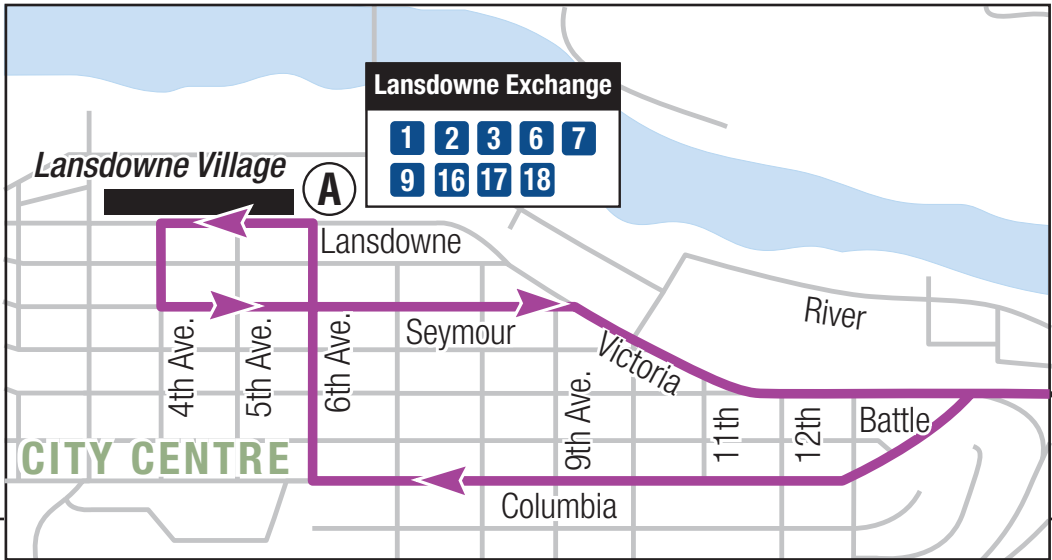 Lansdowne Exchange
1 2 3 6 7
9 16 17 18
Lansdowne Village
A
Lansdowne
River
Seymour
Victoria
4th Ave.
5th Ave.
6th Ave.
9th Ave.
11th
12th
Battle
CITY CENTRE
Columbia